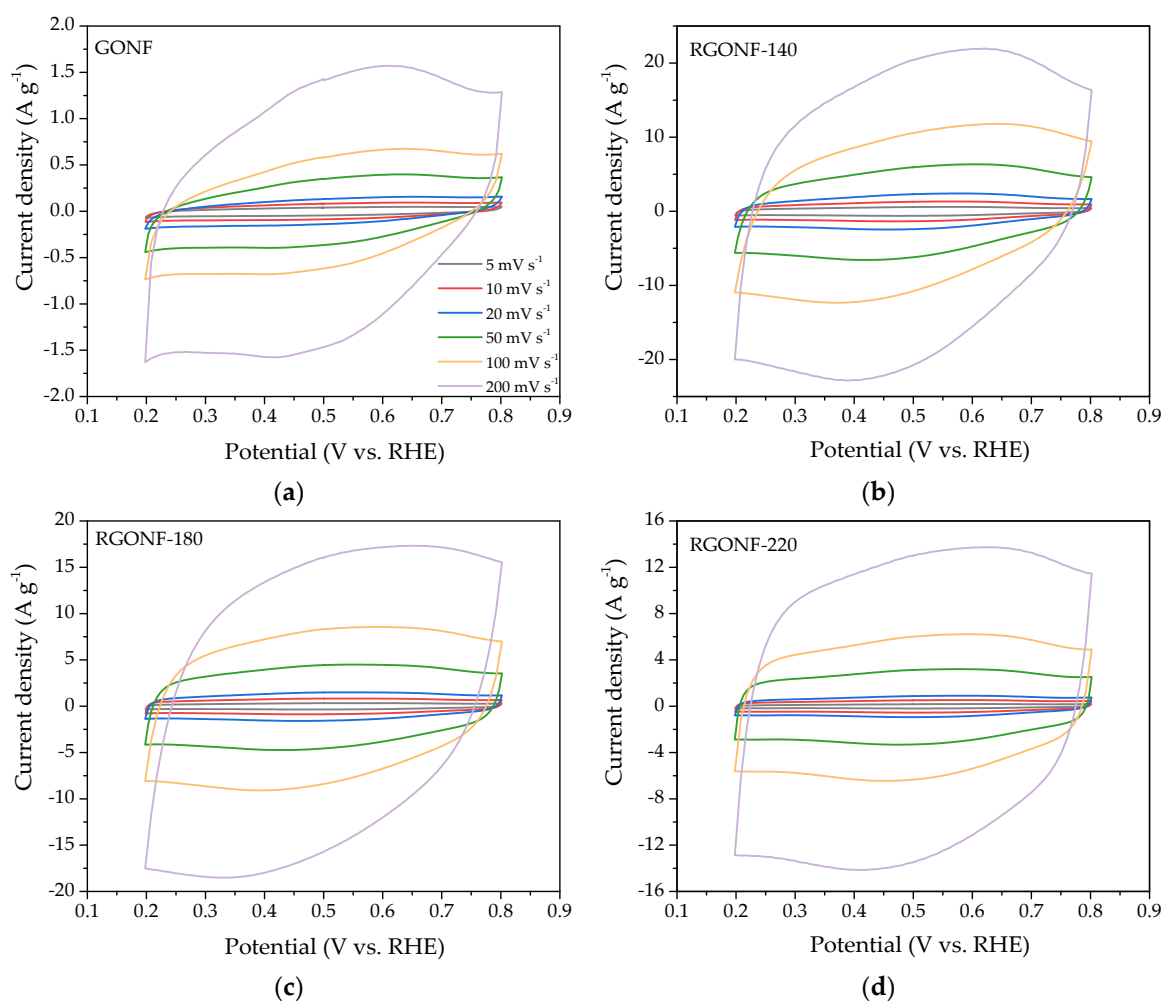 GONF
Current density (A g⁻¹)
2.0
1.5
1.0
0.5
0.0
-0.5
-1.0
-1.5
-2.0
5 mV s⁻¹
10 mV s⁻¹
20 mV s⁻¹
50 mV s⁻¹
100 mV s⁻¹
200 mV s⁻¹
0.1 0.2 0.3 0.4 0.5 0.6 0.7 0.8 0.9
Potential (V vs. RHE)
(a)
RGONF-140
Current density (A g⁻¹)
20
10
0
-10
-20
0.1 0.2 0.3 0.4 0.5 0.6 0.7 0.8 0.9
Potential (V vs. RHE)
(b)
RGONF-180
Current density (A g⁻¹)
20
15
10
5
0
-5
-10
-15
-20
0.1 0.2 0.3 0.4 0.5 0.6 0.7 0.8 0.9
Potential (V vs. RHE)
(c)
RGONF-220
Current density (A g⁻¹)
16
12
8
4
0
-4
-8
-12
-16
0.1 0.2 0.3 0.4 0.5 0.6 0.7 0.8 0.9
Potential (V vs. RHE)
(d)